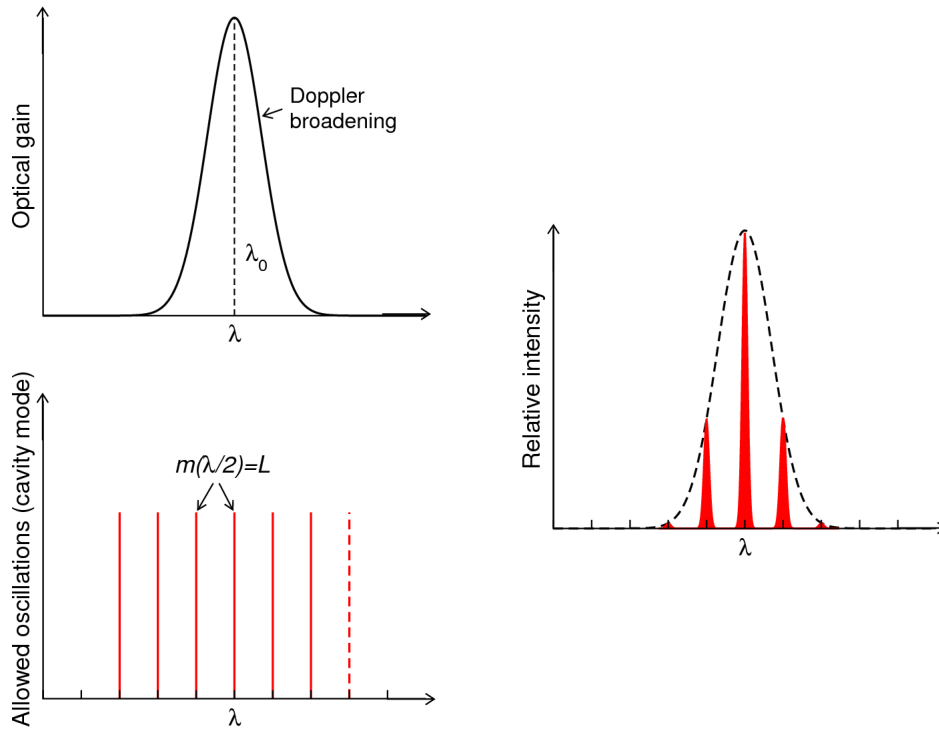 Optical gain
Doppler
broadening
λ₀
λ
Allowed oscillations (cavity mode)
m(λ/2)=L
λ
Relative intensity
λ